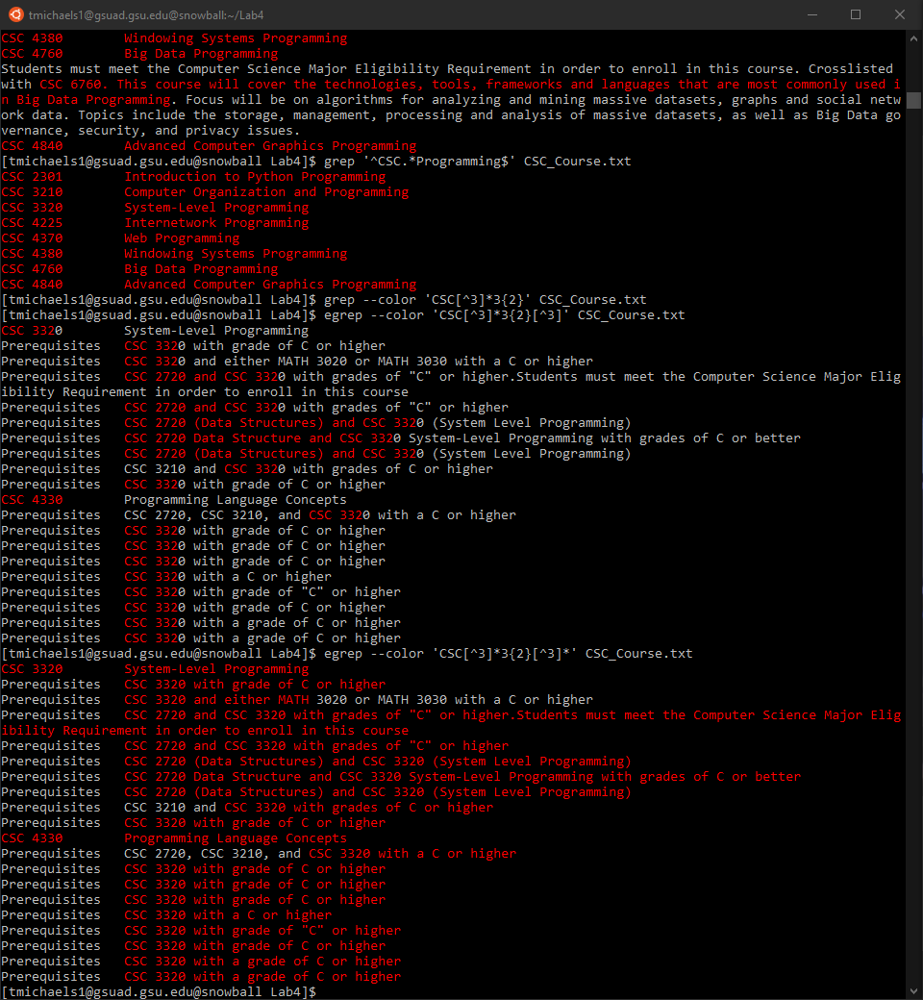 tmichaels1@gsuad.gsu.edu@snowball:~/Lab4
CSC 4380        Windowing Systems Programming
CSC 4760        Big Data Programming
Students must meet the Computer Science Major Eligibility Requirement in order to enroll in this course. Crosslisted
with CSC 6760. This course will cover the technologies, tools, frameworks and languages that are most commonly used i
n Big Data Programming. Focus will be on algorithms for analyzing and mining massive datasets, graphs and social netw
ork data. Topics include the storage, management, processing and analysis of massive datasets, as well as Big Data go
vernance, security, and privacy issues.
CSC 4840        Advanced Computer Graphics Programming
[tmichaels1@gsuad.gsu.edu@snowball Lab4]$ grep '^CSC.*Programming$' CSC_Course.txt
CSC 2301        Introduction to Python Programming
CSC 3210        Computer Organization and Programming
CSC 3320        System-Level Programming
CSC 4225        Internetwork Programming
CSC 4370        Web Programming
CSC 4380        Windowing Systems Programming
CSC 4760        Big Data Programming
CSC 4840        Advanced Computer Graphics Programming
[tmichaels1@gsuad.gsu.edu@snowball Lab4]$ grep --color 'CSC[^3]*3{2}' CSC_Course.txt
[tmichaels1@gsuad.gsu.edu@snowball Lab4]$ egrep --color 'CSC[^3]*3{2}[^3]' CSC_Course.txt
CSC 3320        System-Level Programming
Prerequisites   CSC 3320 with grade of C or higher
Prerequisites   CSC 3320 and either MATH 3020 or MATH 3030 with a C or higher
Prerequisites   CSC 2720 and CSC 3320 with grades of "C" or higher.Students must meet the Computer Science Major Elig
ibility Requirement in order to enroll in this course
Prerequisites   CSC 2720 and CSC 3320 with grades of "C" or higher
Prerequisites   CSC 2720 (Data Structures) and CSC 3320 (System Level Programming)
Prerequisites   CSC 2720 Data Structure and CSC 3320 System-Level Programming with grades of C or better
Prerequisites   CSC 2720 (Data Structures) and CSC 3320 (System Level Programming)
Prerequisites   CSC 3210 and CSC 3320 with grades of C or higher
Prerequisites   CSC 3320 with grade of C or higher
CSC 4330        Programming Language Concepts
Prerequisites   CSC 2720, CSC 3210, and CSC 3320 with a C or higher
Prerequisites   CSC 3320 with grade of C or higher
Prerequisites   CSC 3320 with grade of C or higher
Prerequisites   CSC 3320 with grade of C or higher
Prerequisites   CSC 3320 with a C or higher
Prerequisites   CSC 3320 with grade of "C" or higher
Prerequisites   CSC 3320 with grade of C or higher
Prerequisites   CSC 3320 with a grade of C or higher
Prerequisites   CSC 3320 with a grade of C or higher
[tmichaels1@gsuad.gsu.edu@snowball Lab4]$ egrep --color 'CSC[^3]*3{2}[^3]*' CSC_Course.txt
CSC 3320        System-Level Programming
Prerequisites   CSC 3320 with grade of C or higher
Prerequisites   CSC 3320 and either MATH 3020 or MATH 3030 with a C or higher
Prerequisites   CSC 2720 and CSC 3320 with grades of "C" or higher.Students must meet the Computer Science Major Elig
ibility Requirement in order to enroll in this course
Prerequisites   CSC 2720 and CSC 3320 with grades of "C" or higher
Prerequisites   CSC 2720 (Data Structures) and CSC 3320 (System Level Programming)
Prerequisites   CSC 2720 Data Structure and CSC 3320 System-Level Programming with grades of C or better
Prerequisites   CSC 2720 (Data Structures) and CSC 3320 (System Level Programming)
Prerequisites   CSC 3210 and CSC 3320 with grades of C or higher
Prerequisites   CSC 3320 with grade of C or higher
CSC 4330        Programming Language Concepts
Prerequisites   CSC 2720, CSC 3210, and CSC 3320 with a C or higher
Prerequisites   CSC 3320 with grade of C or higher
Prerequisites   CSC 3320 with grade of C or higher
Prerequisites   CSC 3320 with grade of C or higher
Prerequisites   CSC 3320 with a C or higher
Prerequisites   CSC 3320 with grade of "C" or higher
Prerequisites   CSC 3320 with grade of C or higher
Prerequisites   CSC 3320 with a grade of C or higher
Prerequisites   CSC 3320 with a grade of C or higher
[tmichaels1@gsuad.gsu.edu@snowball Lab4]$